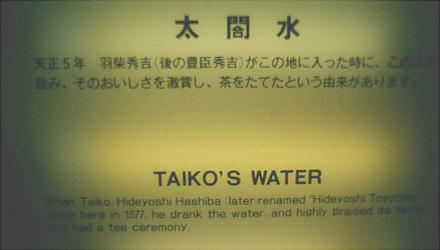 太閤水
天正5年 羽柴秀吉(後の豊臣秀吉)がこの地に入った時に、この水を
飲み、そのおいしさを激賞し、茶をたてたという由来があります。
TAIKO'S WATER
When Taiko, Hideyoshi Hashiba (later renamed "Hideyoshi Toyotomi
came here in 1577, he drank the water, and highly praised its taste
and had a tea ceremony.